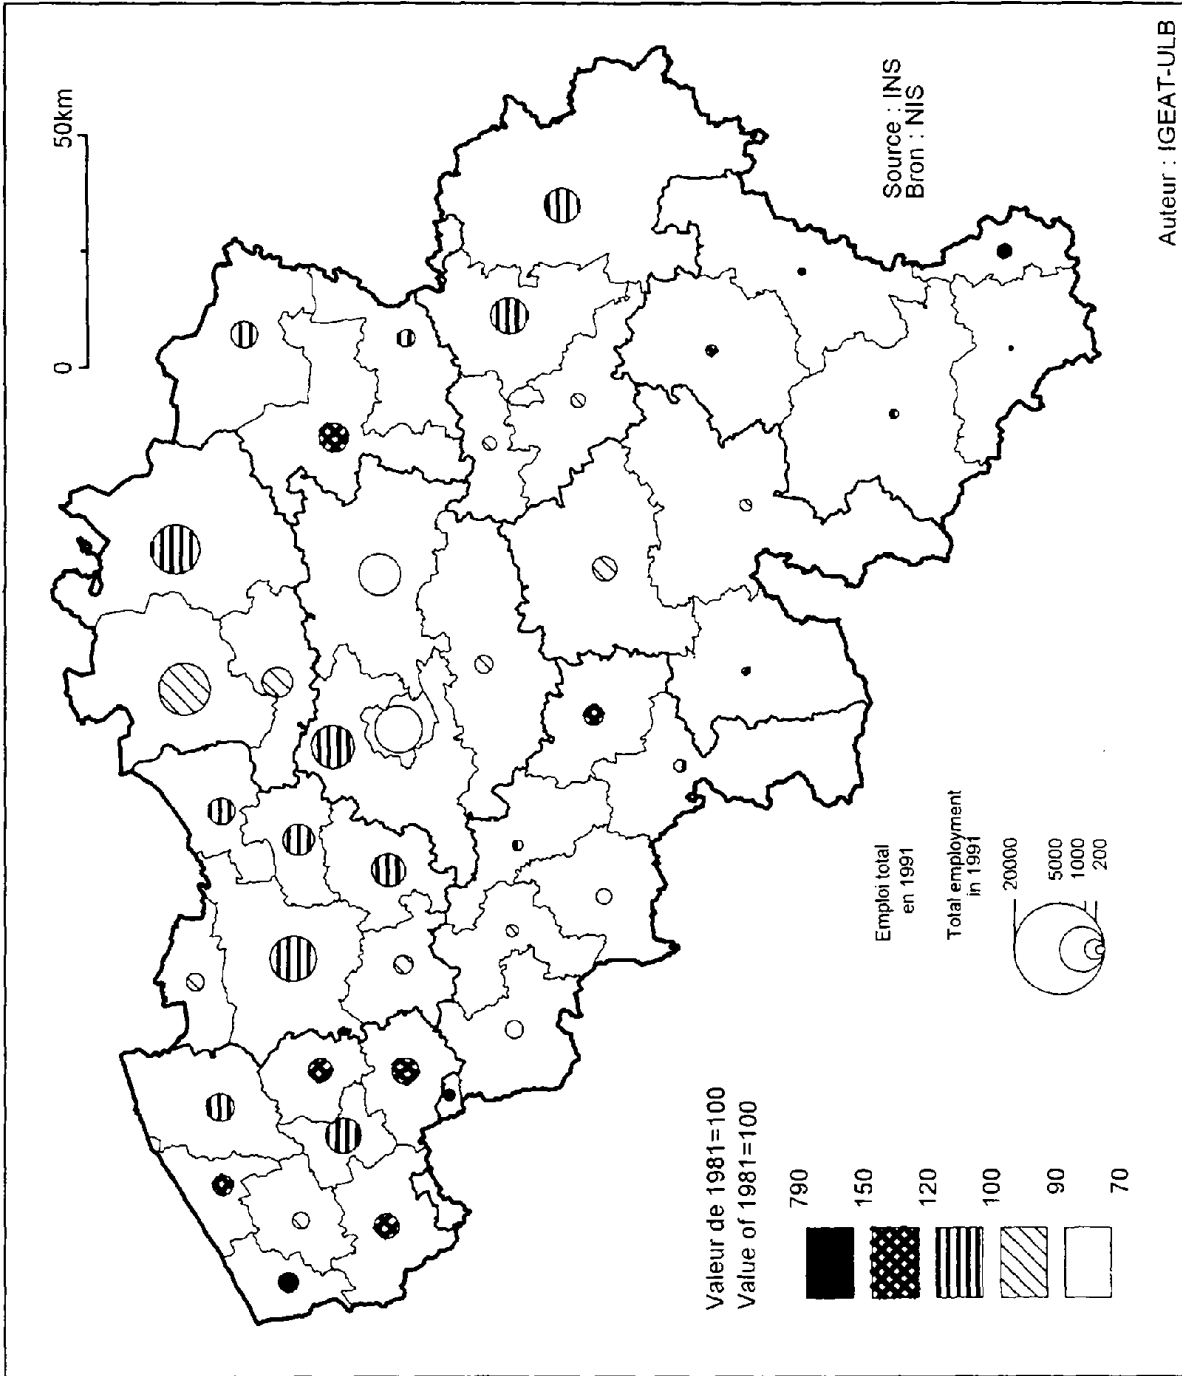 0 50km
Source : INS
Bron : NIS
Auteur : IGEAT-ULB
Emploi total
en 1991
Total employment
in 1991
20000
5000
1000
200
Valeur de 1981=100
Value of 1981=100
790
150
120
100
90
70